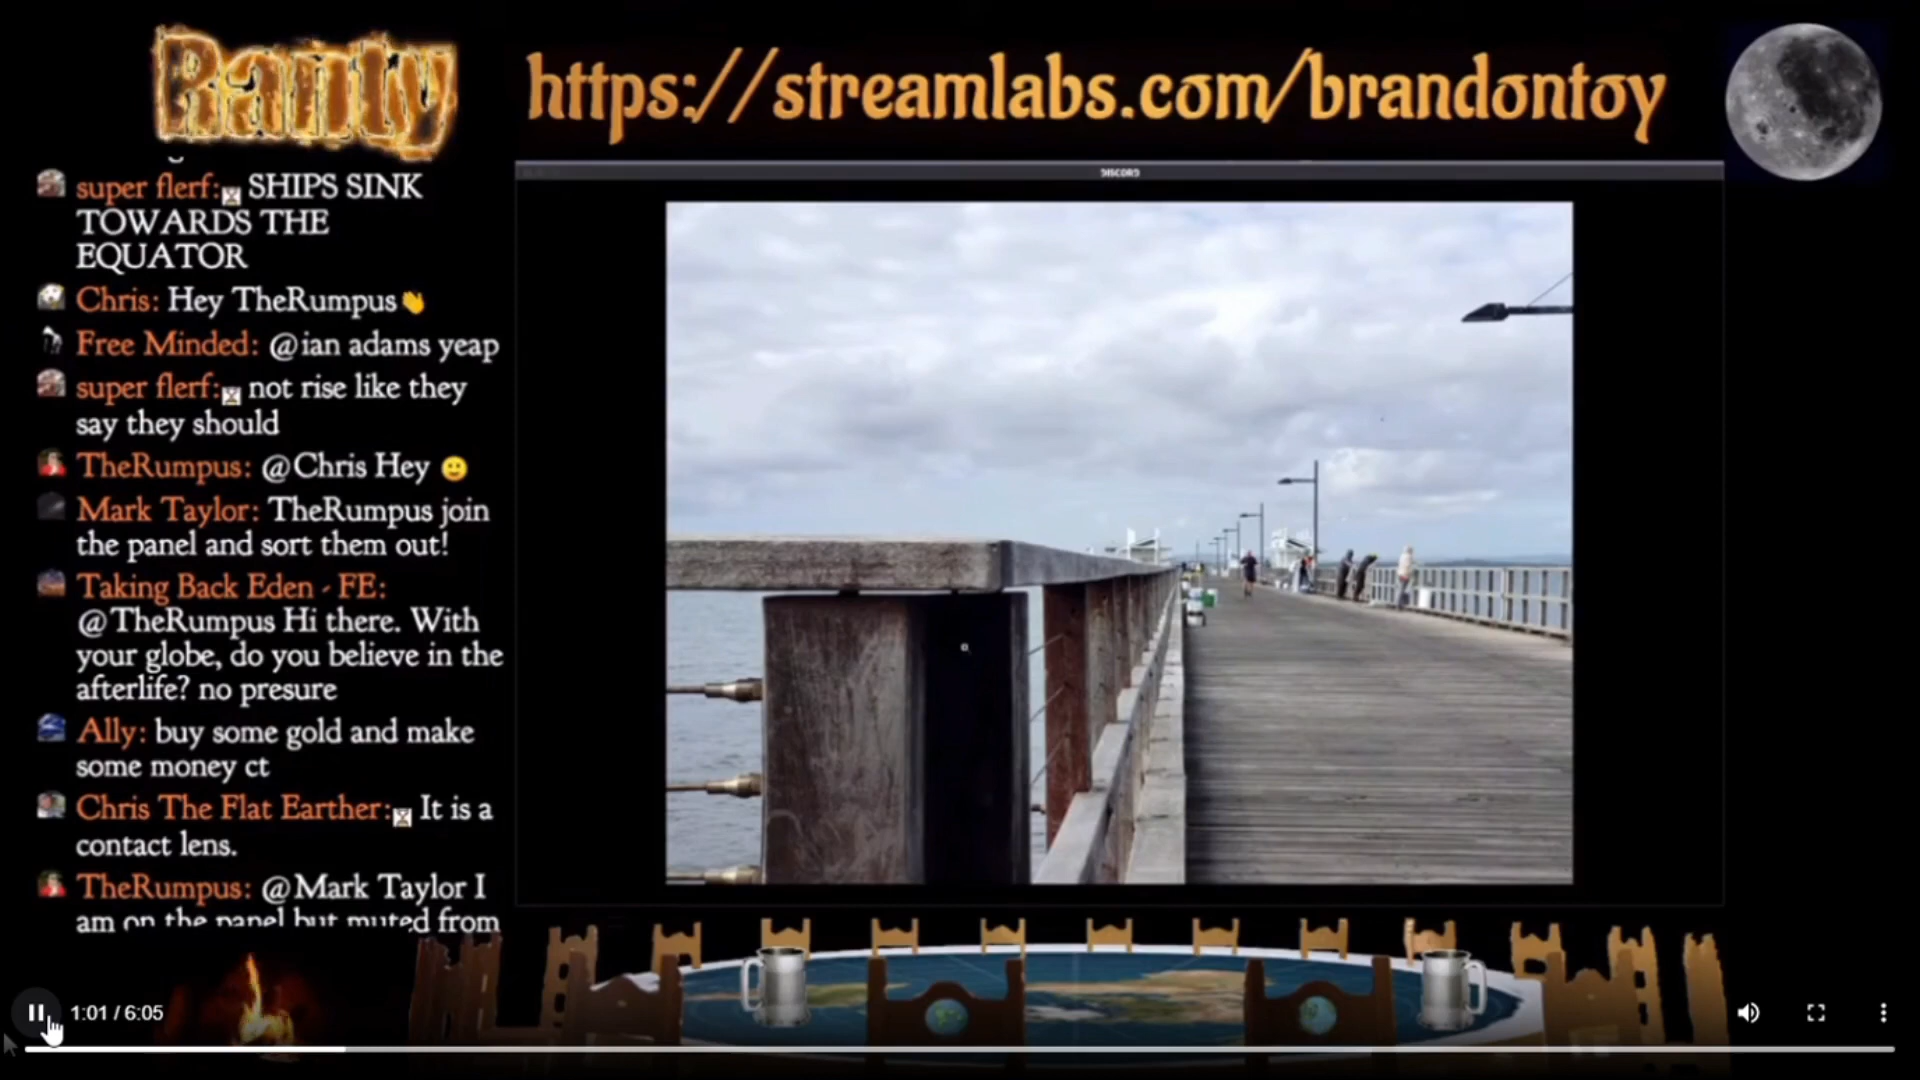 Ranty
https://streamlabs.com/brandontoy
DISCORD
super flerf: SHIPS SINK
TOWARDS THE
EQUATOR
Chris: Hey TheRumpus👋
Free Minded: @ian adams yeap
super flerf: not rise like they
say they should
TheRumpus: @Chris Hey 🙂
Mark Taylor: TheRumpus join
the panel and sort them out!
Taking Back Eden - FE:
@TheRumpus Hi there. With
your globe, do you believe in the
afterlife? no presure
Ally: buy some gold and make
some money ct
Chris The Flat Earther: It is a
contact lens.
TheRumpus: @Mark Taylor I
am on the panel but muted from
1:01 / 6:05